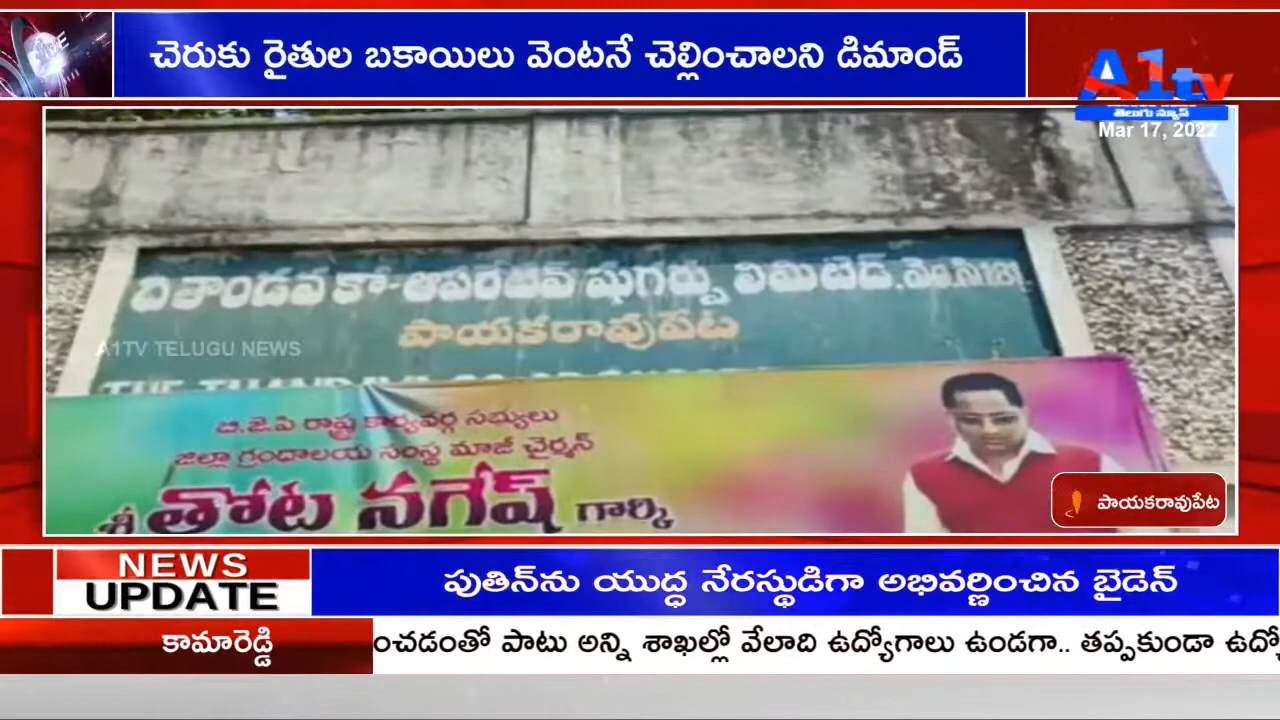 చెరుకు రైతుల బకాయిలు వెంటనే చెల్లించాలని డిమాండ్
A1tv
తెలుగు న్యూస్
Mar 17, 2022
ది తాండవ కో-ఆపరేటివ్ షుగర్సు లిమిటెడ్,
పాయకరావుపేట
A1TV TELUGU NEWS
బి.జె.పి రాష్ట్ర కార్యవర్గ సభ్యులు
జిల్లా గ్రంధాలయ సంస్థ మాజీ చైర్మన్
శ్రీ తోట నగేష్ గార్కి
పాయకరావుపేట
NEWS
UPDATE
పుతిన్‌ను యుద్ధ నేరస్థుడిగా అభివర్ణించిన బైడెన్
కామారెడ్డి
ంచడంతో పాటు అన్ని శాఖల్లో వేలాది ఉద్యోగాలు ఉండగా.. తప్పకుండా ఉద్యో